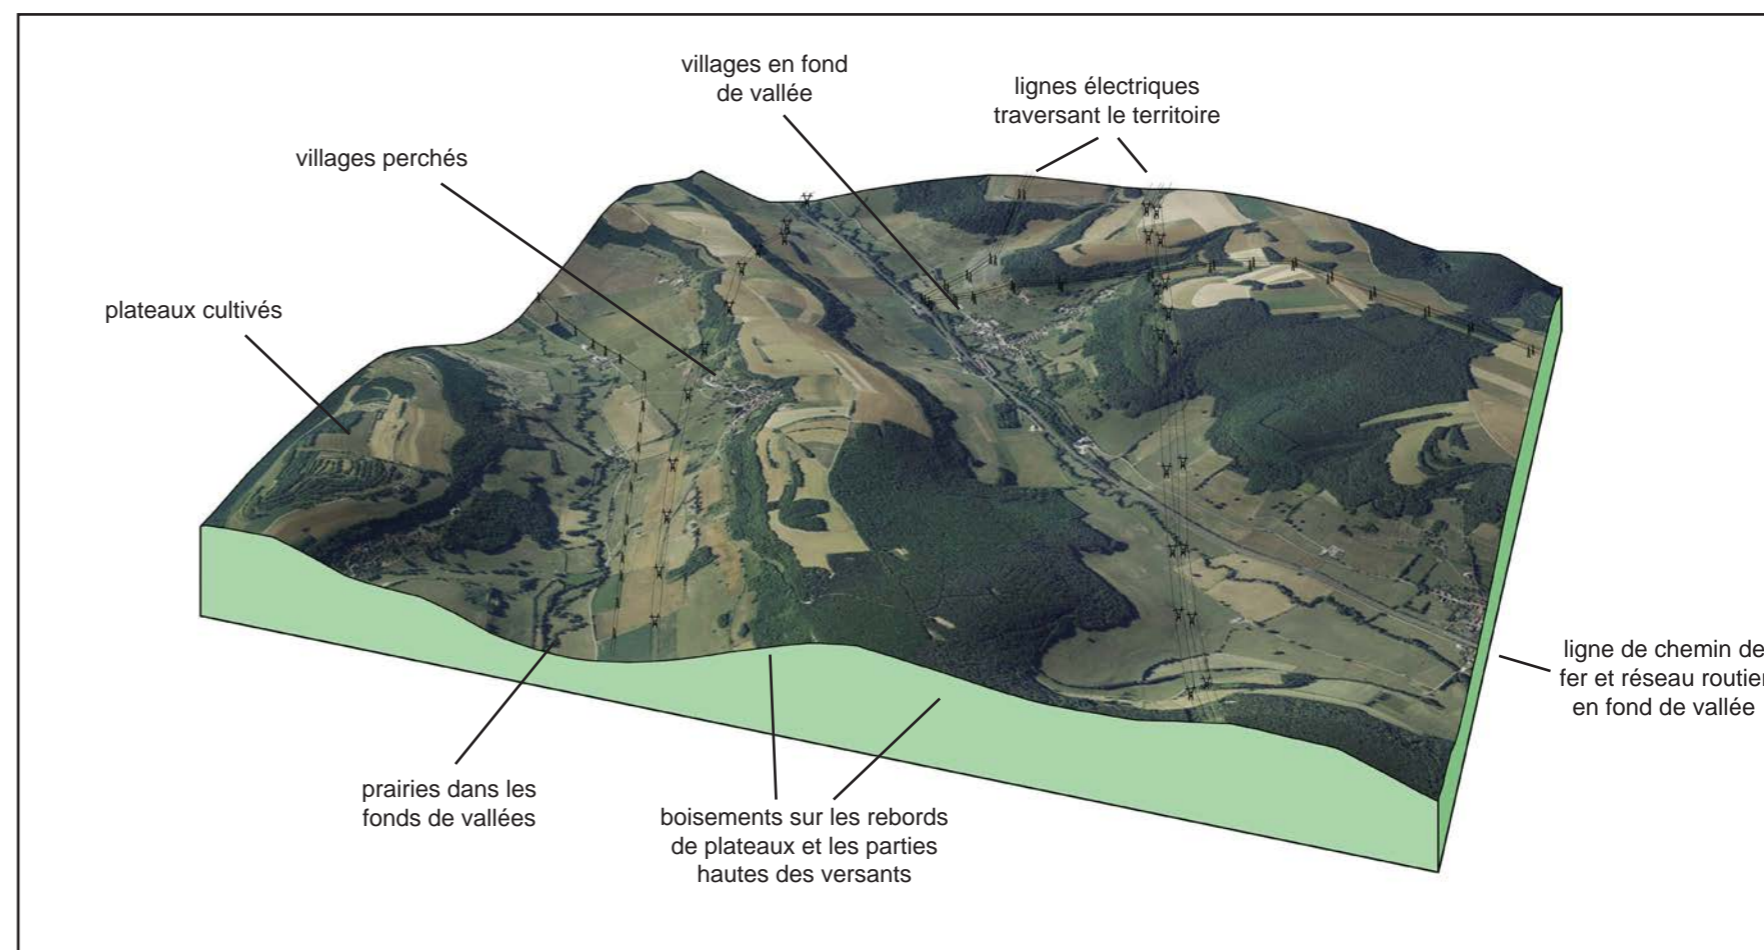 villages en fond
de vallée
lignes électriques
traversant le territoire
villages perchés
plateaux cultivés
ligne de chemin de
fer et réseau routier
en fond de vallée
prairies dans les
fonds de vallées
boisements sur les rebords
de plateaux et les parties
hautes des versants